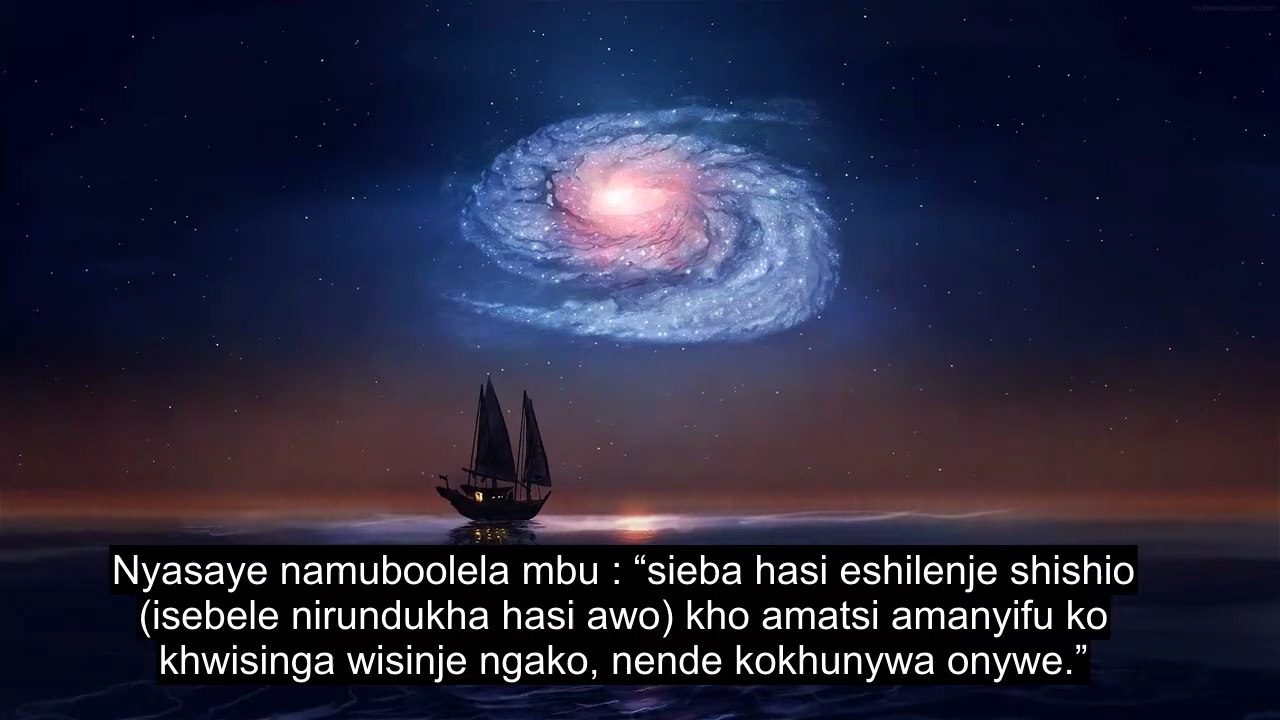 Nyasaye namuboolela mbu : “sieba hasi eshilenje shishio
(isebele nirundukha hasi awo) kho amatsi amanyifu ko
khwisinga wisinje ngako, nende kokhunywa onywe.”